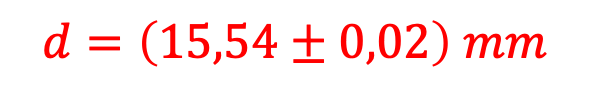 d = (15,54 ± 0,02) mm